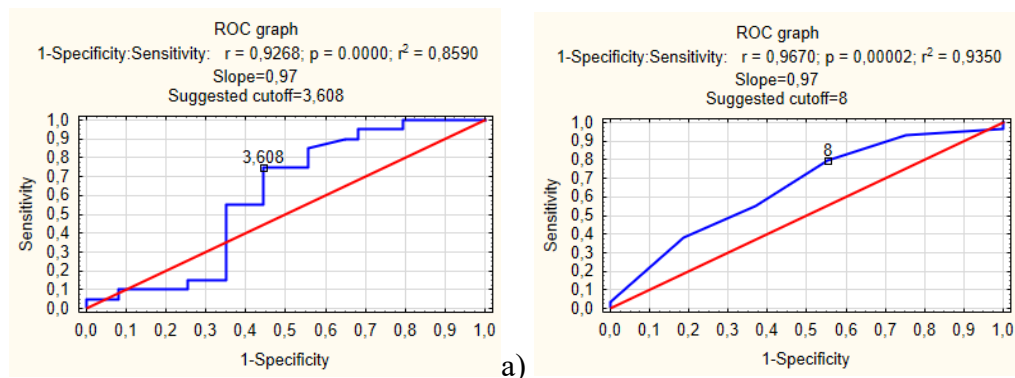 ROC graph
1-Specificity:Sensitivity: r = 0,9268; p = 0.0000; r² = 0,8590
Slope=0,97
Suggested cutoff=3,608
1,0
0,9
0,8
0,7
0,6
0,5
0,4
0,3
0,2
0,1
0,0
Sensitivity
3,608
0,0 0,1 0,2 0,3 0,4 0,5 0,6 0,7 0,8 0,9 1,0
1-Specificity
a)
ROC graph
1-Specificity:Sensitivity: r = 0,9670; p = 0,00002; r² = 0,9350
Slope=0,97
Suggested cutoff=8
1,0
0,9
0,8
0,7
0,6
0,5
0,4
0,3
0,2
0,1
0,0
Sensitivity
8
0,0 0,1 0,2 0,3 0,4 0,5 0,6 0,7 0,8 0,9 1,0
1-Specificity